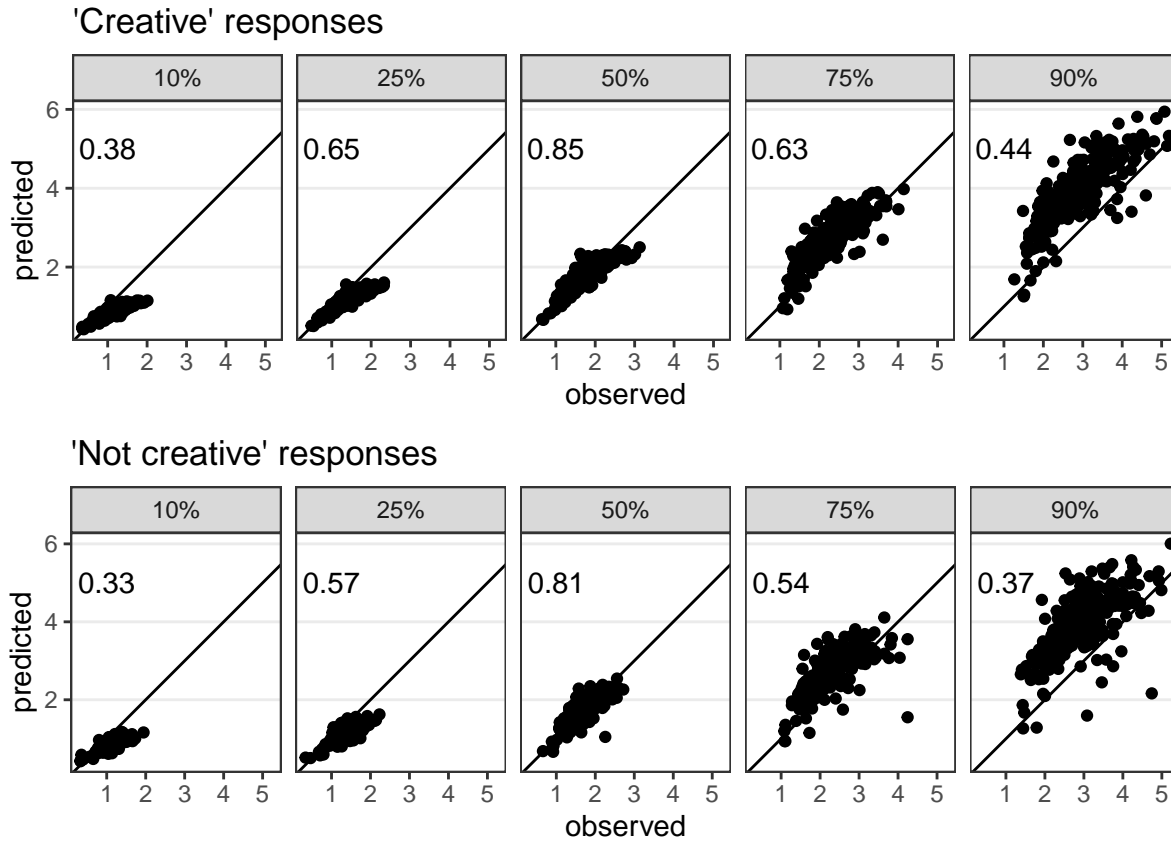 'Creative' responses
10% 25% 50% 75% 90%
6
0.38 0.65 0.85 0.63 0.44
4
predicted
2
1 2 3 4 5 1 2 3 4 5 1 2 3 4 5 1 2 3 4 5 1 2 3 4 5
observed
'Not creative' responses
10% 25% 50% 75% 90%
6
0.33 0.57 0.81 0.54 0.37
4
predicted
2
1 2 3 4 5 1 2 3 4 5 1 2 3 4 5 1 2 3 4 5 1 2 3 4 5
observed